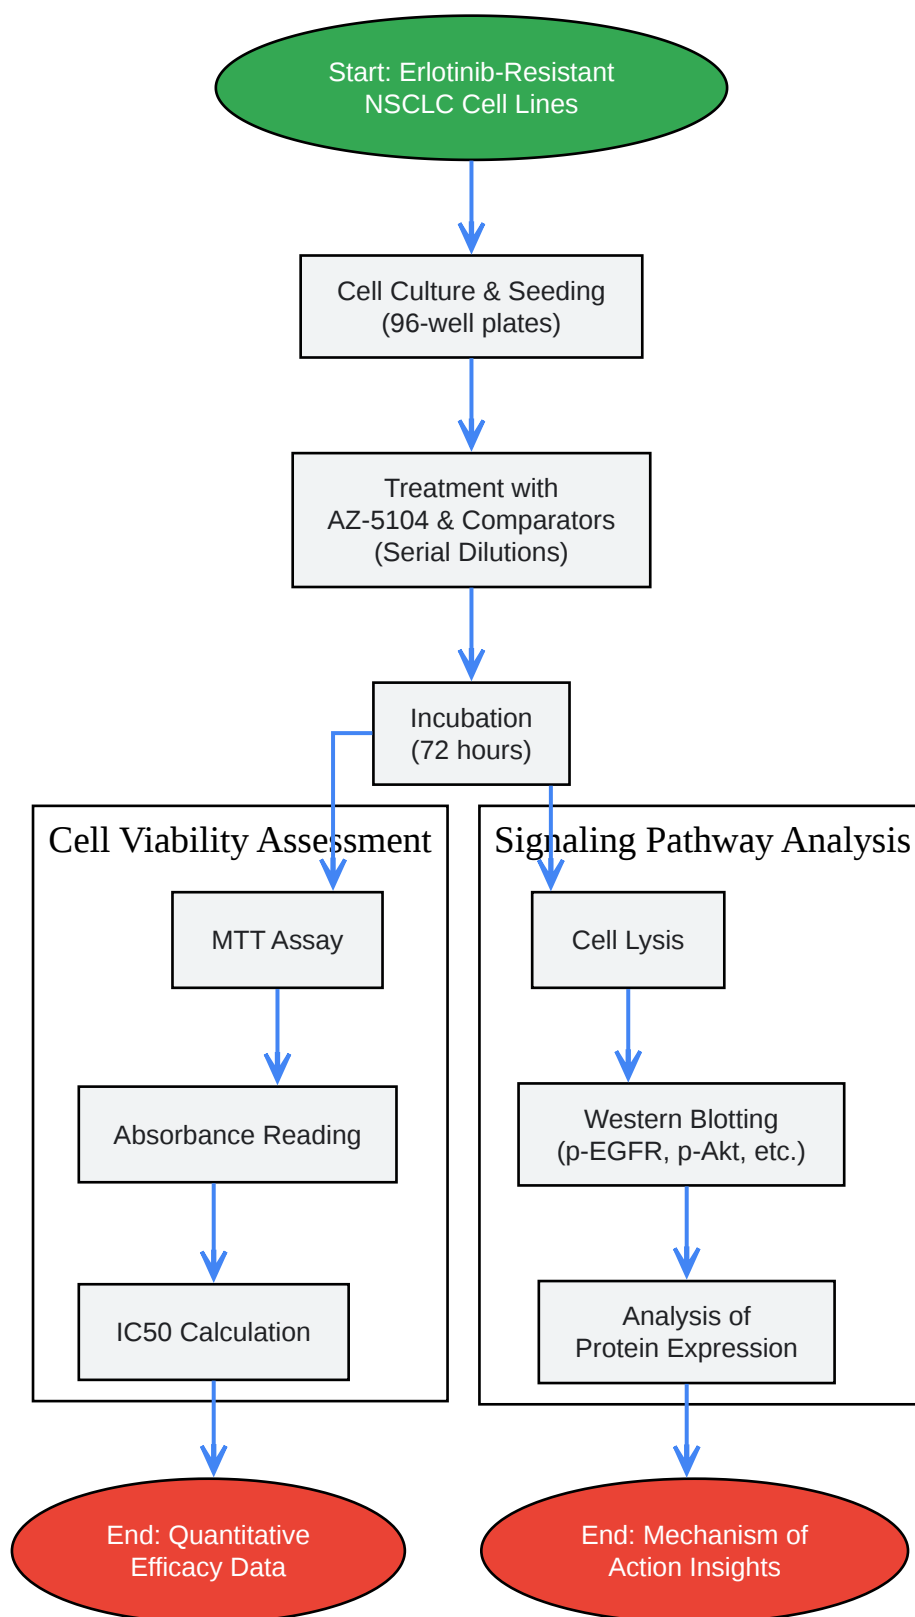 Start: Erlotinib-Resistant
NSCLC Cell Lines
Cell Culture & Seeding
(96-well plates)
Treatment with
AZ-5104 & Comparators
(Serial Dilutions)
Incubation
(72 hours)
Cell Viability Assessment
MTT Assay
Absorbance Reading
IC50 Calculation
End: Quantitative
Efficacy Data
Signaling Pathway Analysis
Cell Lysis
Western Blotting
(p-EGFR, p-Akt, etc.)
Analysis of
Protein Expression
End: Mechanism of
Action Insights